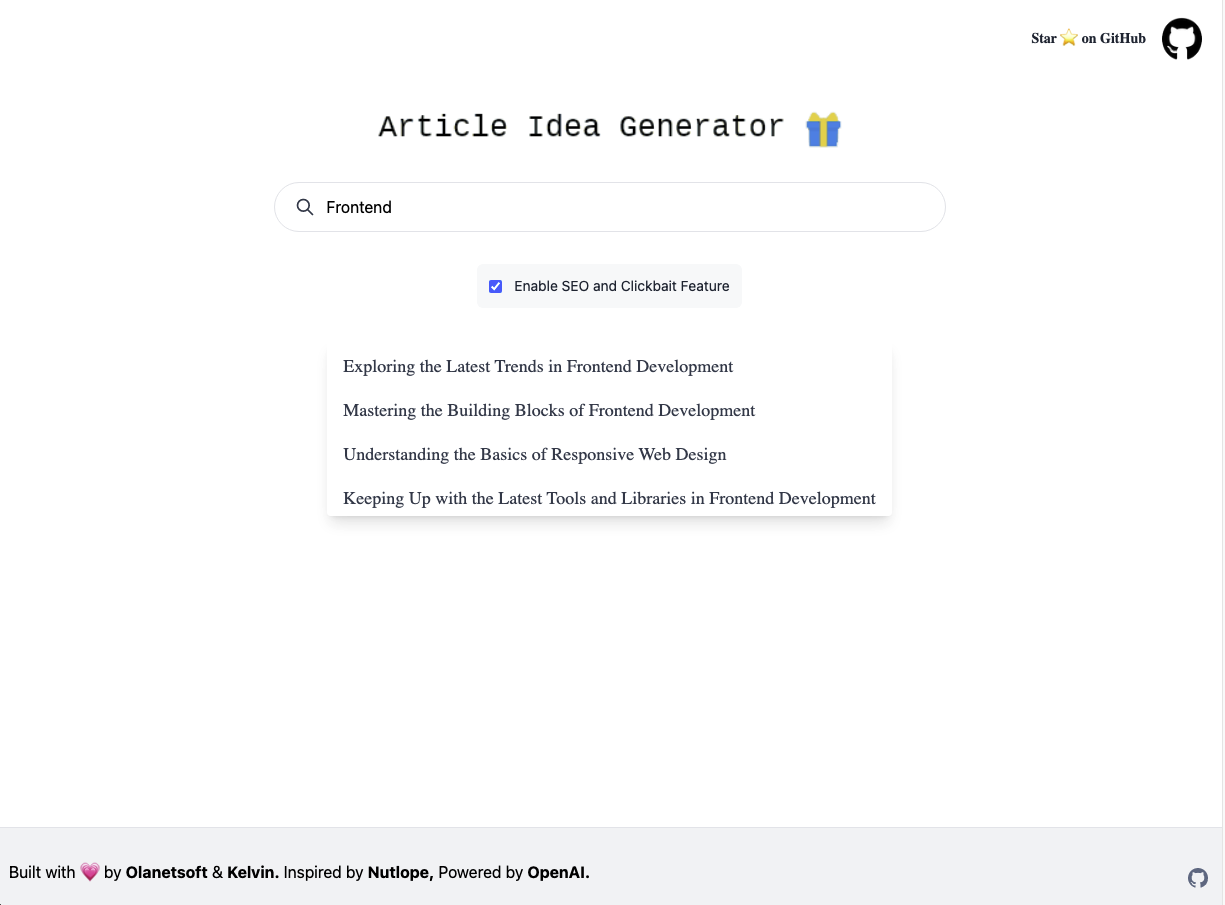 Star ⭐ on GitHub
Article Idea Generator 🎁
Frontend
Enable SEO and Clickbait Feature
Exploring the Latest Trends in Frontend Development
Mastering the Building Blocks of Frontend Development
Understanding the Basics of Responsive Web Design
Keeping Up with the Latest Tools and Libraries in Frontend Development
Built with 💗 by Olanetsoft & Kelvin. Inspired by Nutlope, Powered by OpenAI.